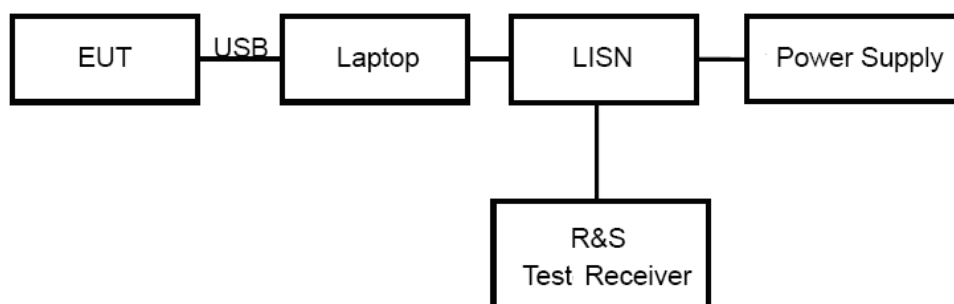 EUT
USB
Laptop
LISN
Power Supply
R&S
Test Receiver